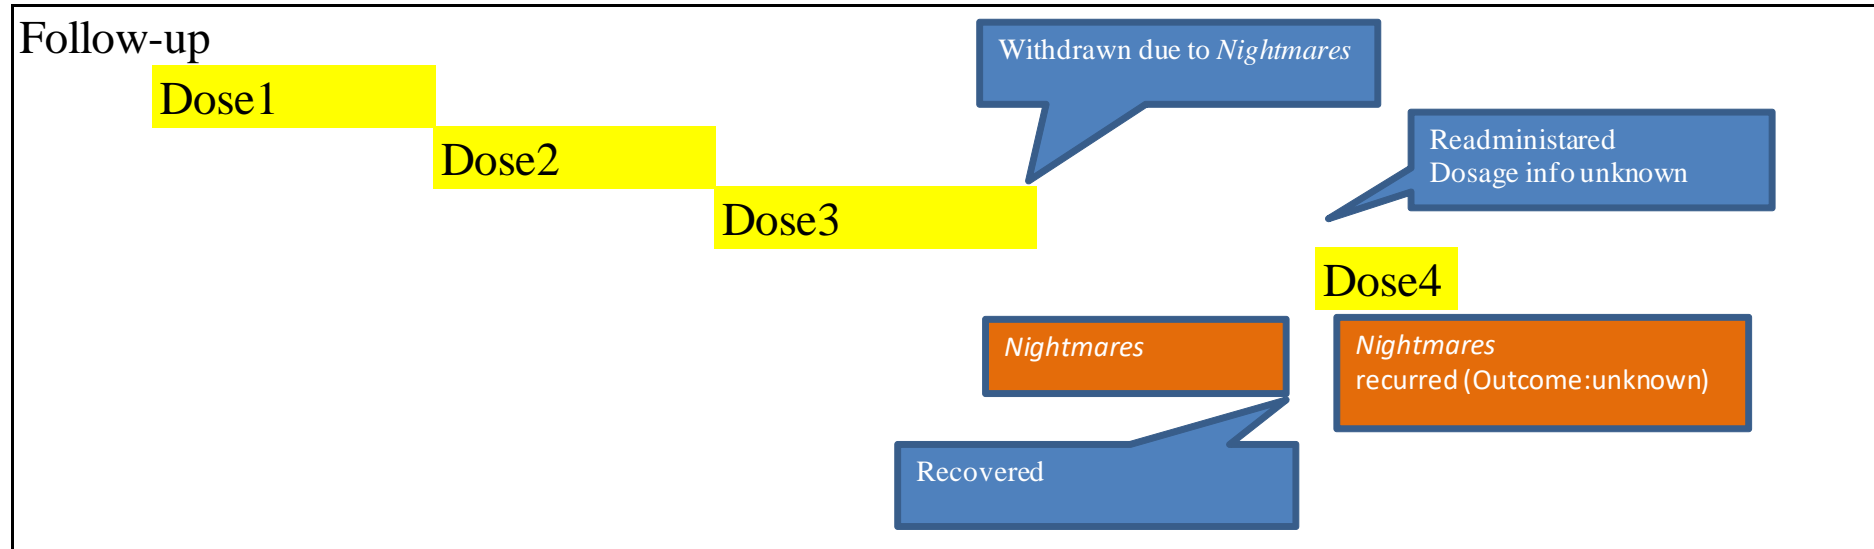 Follow-up
Withdrawn due to Nightmares
Dose1
Readministared
Dosage info unknown
Dose2
Dose3
Dose4
Nightmares
Nightmares
recurred (Outcome:unknown)
Recovered